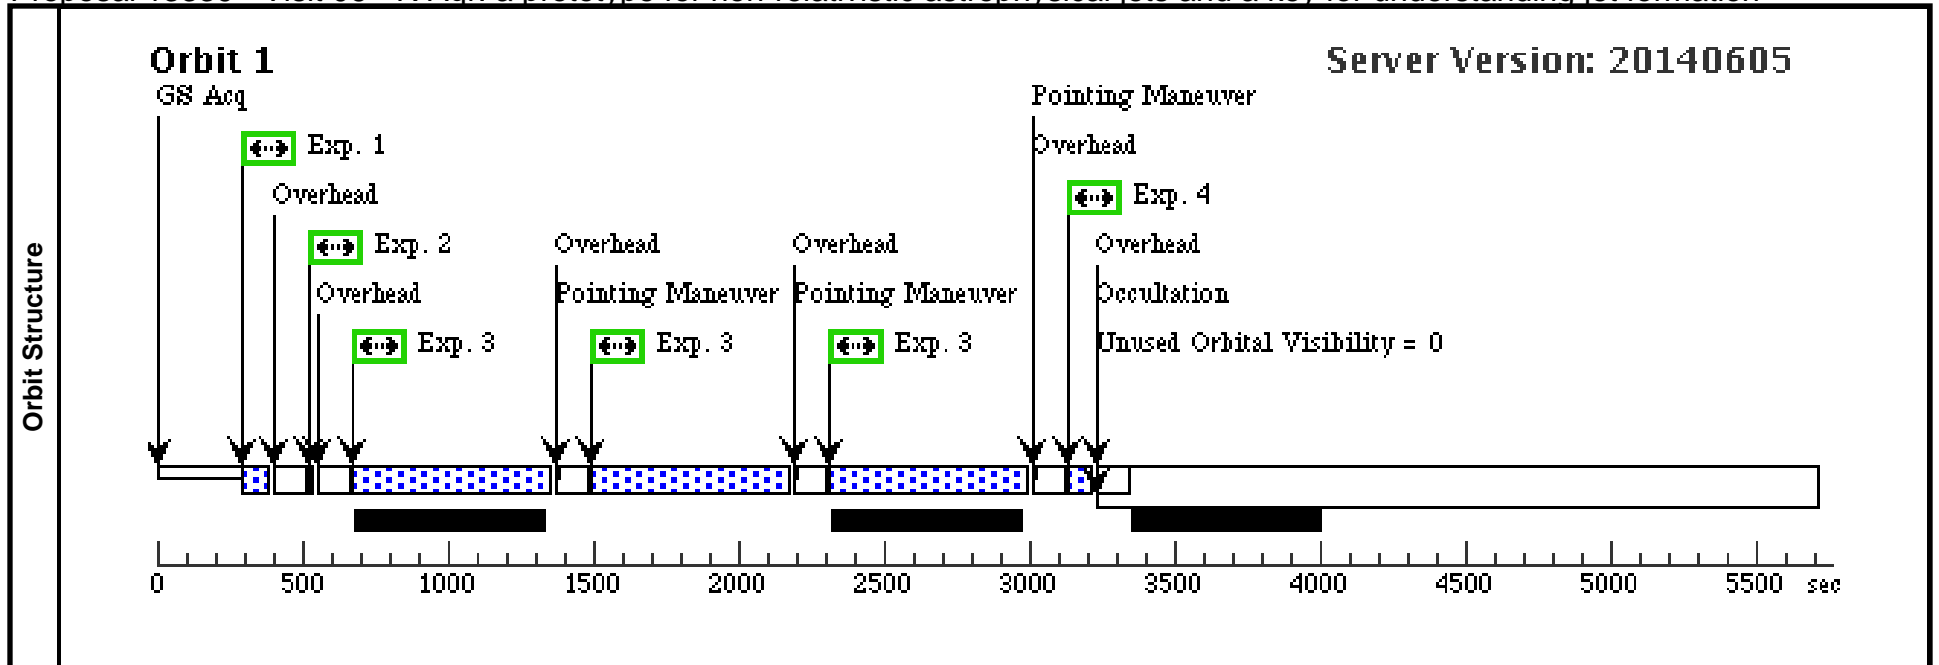 Orbit Structure
Orbit 1
Server Version: 20140605
GS Acq
Pointing Maneuver
Exp. 1
Overhead
Overhead
Exp. 4
Exp. 2
Overhead
Overhead
Overhead
Overhead
Pointing Maneuver
Pointing Maneuver
Occultation
Exp. 3
Exp. 3
Exp. 3
Unused Orbital Visibility = 0
0 500 1000 1500 2000 2500 3000 3500 4000 4500 5000 5500 sec